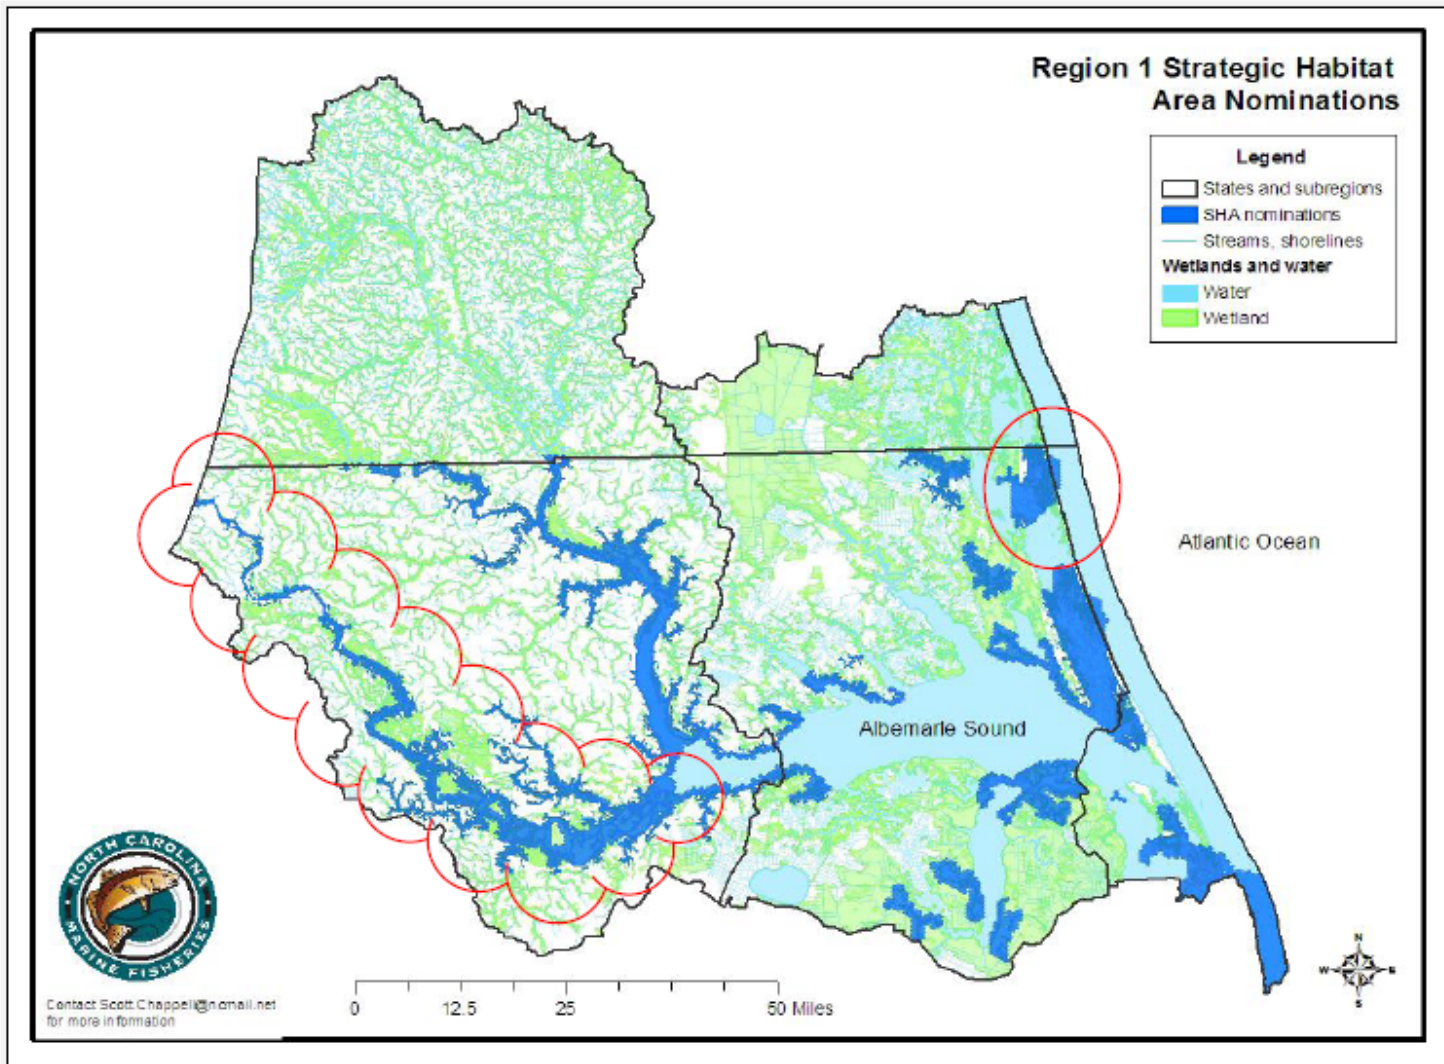 Region 1 Strategic Habitat
Area Nominations
Legend
States and subregions
SHA nominations
Streams, shorelines
Wetlands and water
Water
Wetland
Atlantic Ocean
Albemarle Sound
NORTH CAROLINA
MARINE FISHERIES
Contact Scott.Chappell@ncmail.net
for more information
0 12.5 25 50 Miles
N
W E
S